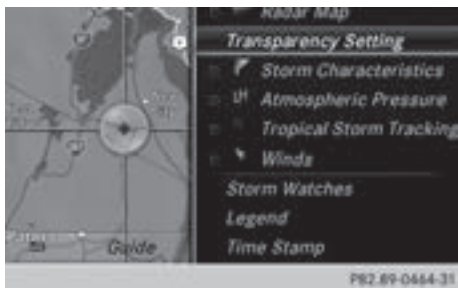 Radar Map
Transparency Setting
Storm Characteristics
LH Atmospheric Pressure
Tropical Storm Tracking
Winds
Storm Watches
Legend
Time Stamp
Guide
P82.89-0464-31